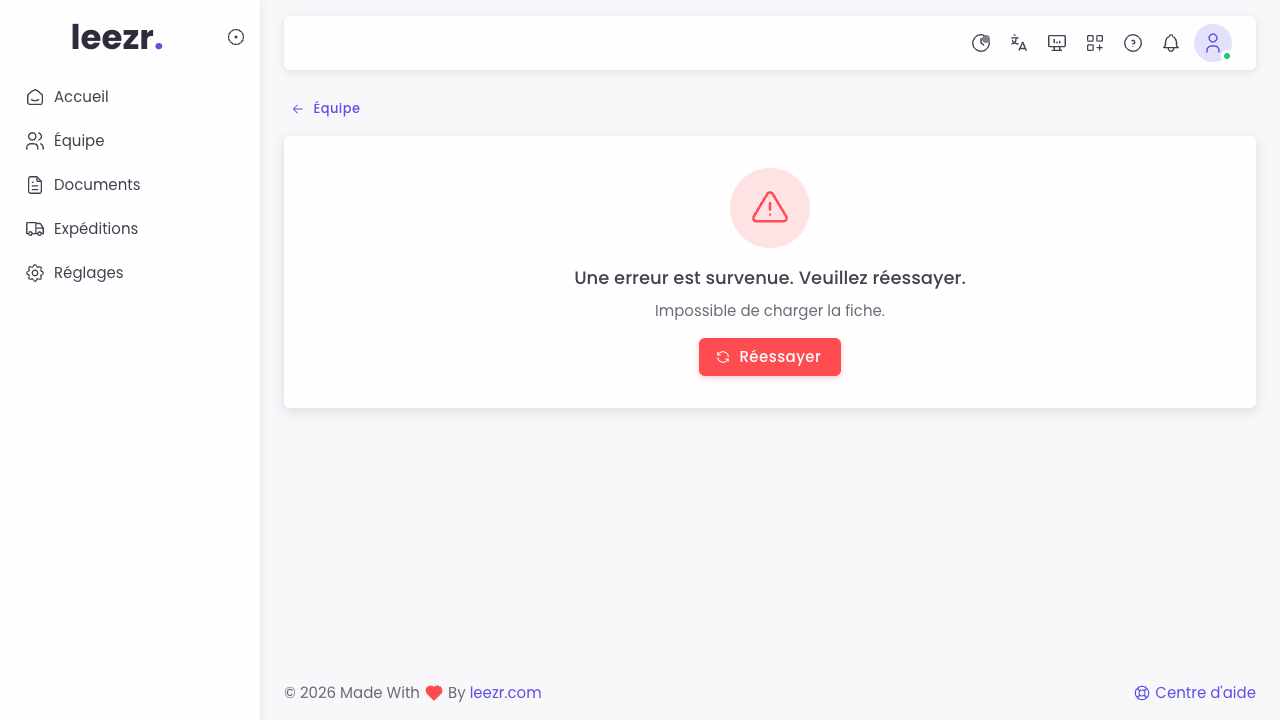 leezr.
Accueil
Équipe
Documents
Expéditions
Réglages
Équipe
Une erreur est survenue. Veuillez réessayer.
Impossible de charger la fiche.
Réessayer
© 2026 Made With By leezr.com
Centre d'aide